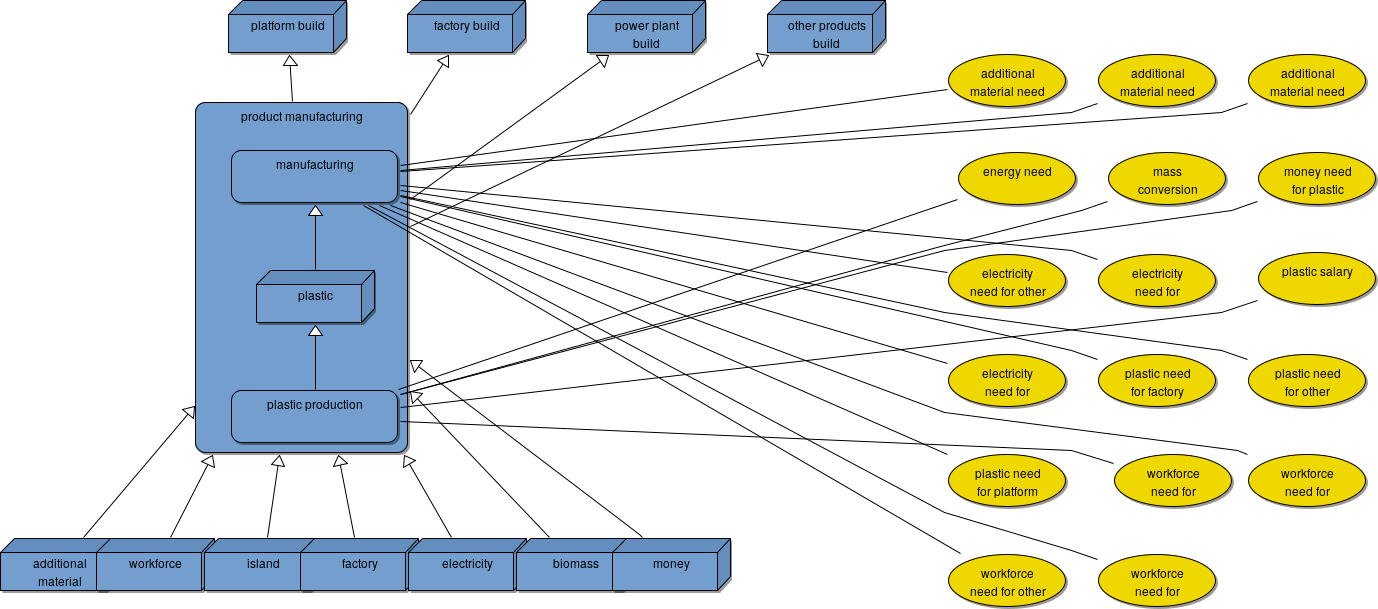 platform build
factory build
power plant
build
other products
build
product manufacturing
manufacturing
plastic
plastic production
additional
material
workforce
island
factory
electricity
biomass
money
additional
material need
additional
material need
additional
material need
energy need
mass
conversion
money need
for plastic
electricity
need for other
electricity
need for
plastic salary
electricity
need for
plastic need
for factory
plastic need
for other
plastic need
for platform
workforce
need for
workforce
need for
workforce
need for other
workforce
need for